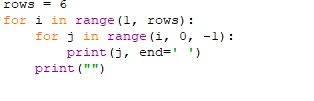 rows = 6
for i in range(1, rows):
    for j in range(i, 0, -1):
        print(j, end=' ')
    print("")